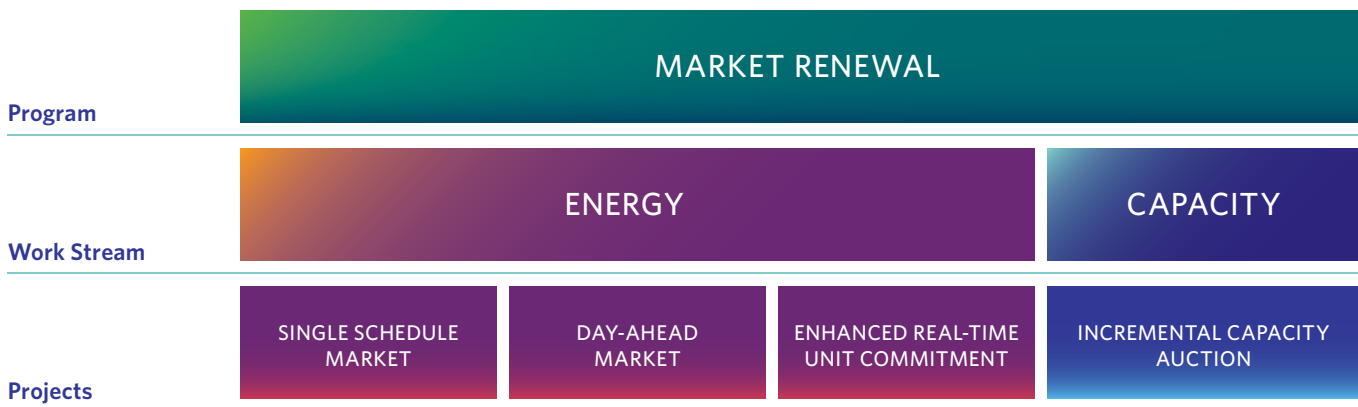 MARKET RENEWAL
Program
ENERGY
CAPACITY
Work Stream
SINGLE SCHEDULE
MARKET
DAY-AHEAD
MARKET
ENHANCED REAL-TIME
UNIT COMMITMENT
INCREMENTAL CAPACITY
AUCTION
Projects